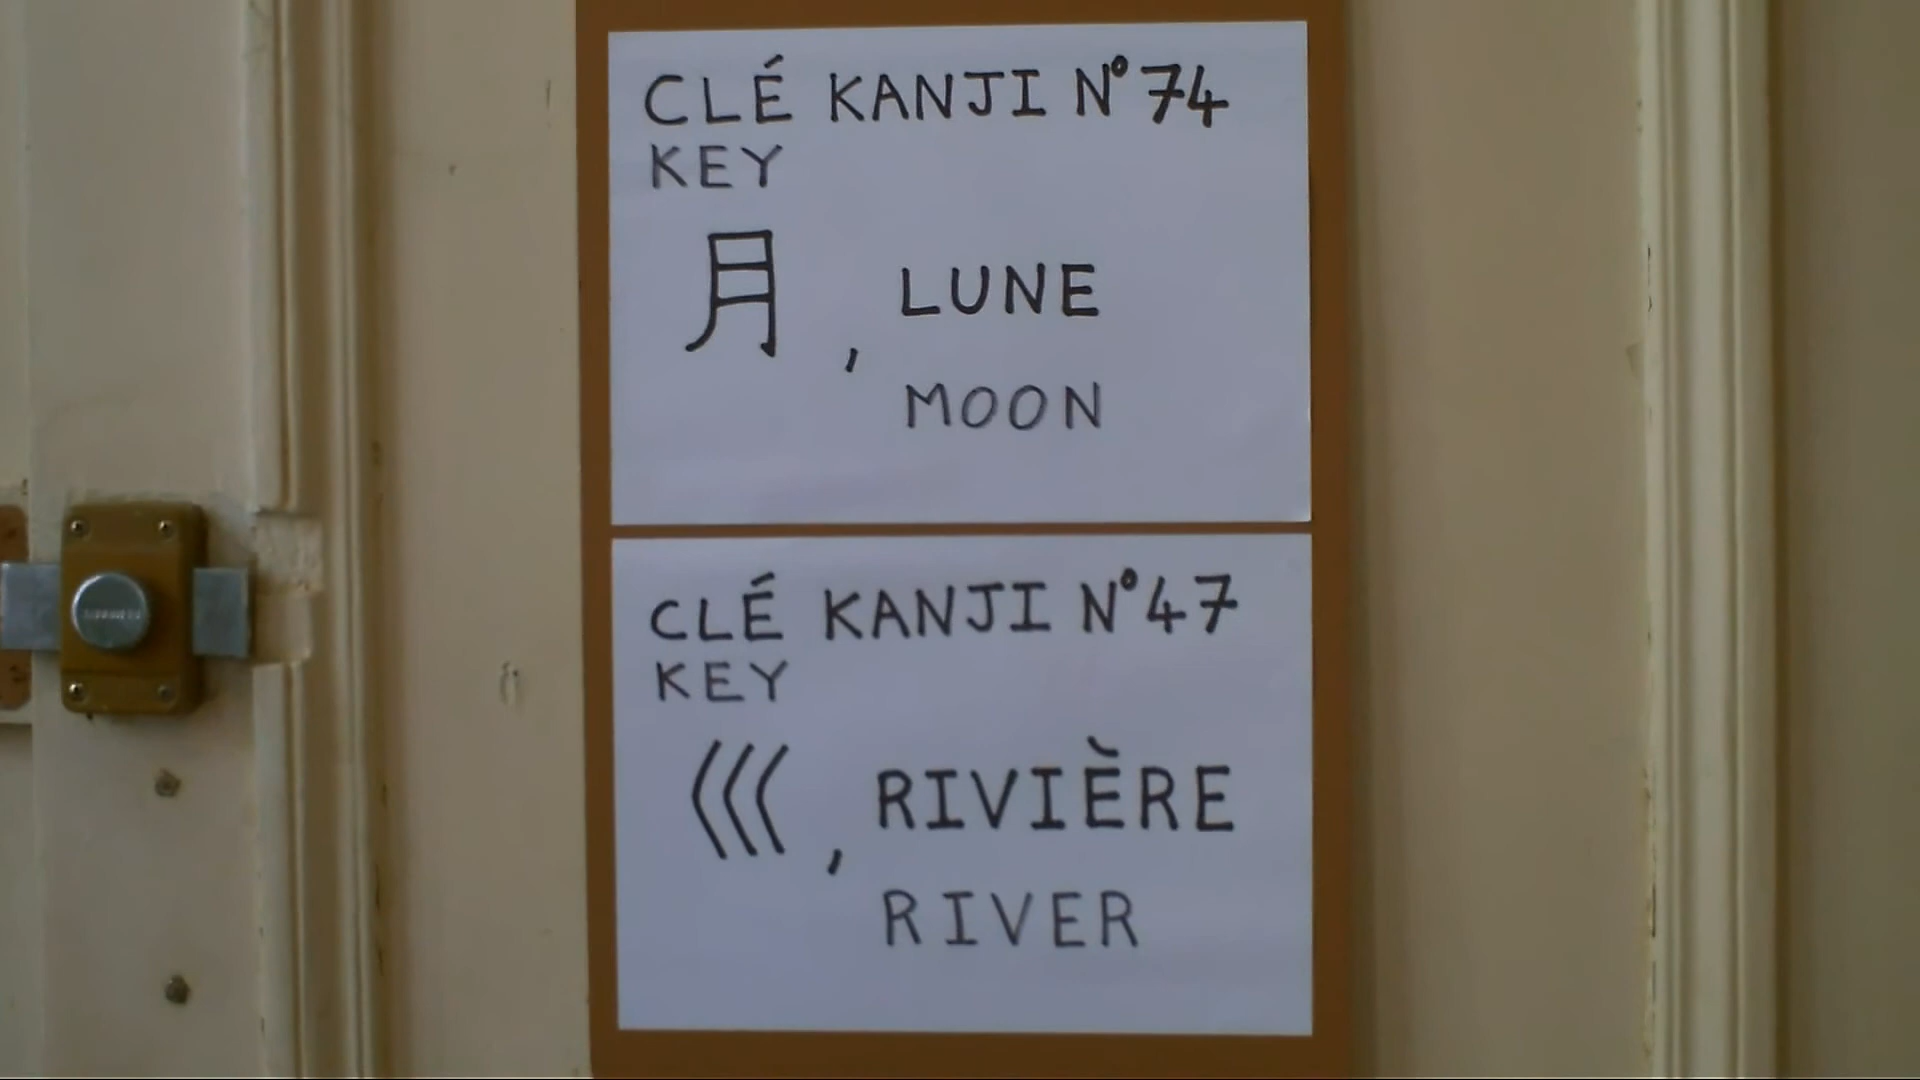 CLÉ KANJI N° 74
KEY
月, LUNE
MOON
CLÉ KANJI N° 47
KEY
巛, RIVIÈRE
RIVER